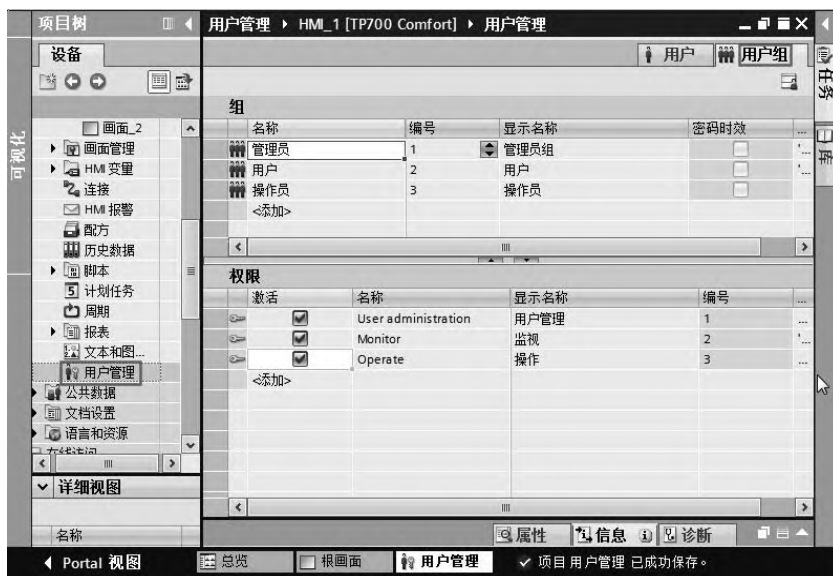 项目树
用户管理 ▸ HMI_1 [TP700 Comfort] ▸ 用户管理
设备
用户
用户组
任务
库
可视化
画面_2
画面管理
HMI 变量
连接
HMI 报警
配方
历史数据
脚本
计划任务
周期
报表
文本和图...
用户管理
公共数据
文档设置
语言和资源
在线访问
详细视图
名称
组
名称 编号 显示名称 密码时效 ...
管理员 1 管理员组 '...
用户 2 用户 '...
操作员 3 操作员
<添加>
权限
激活 名称 显示名称 编号 ...
User administration 用户管理 1 ...
Monitor 监视 2 '...
Operate 操作 3 ...
<添加>
属性 信息 诊断
Portal 视图 总览 根画面 用户管理 项目 用户管理 已成功保存。